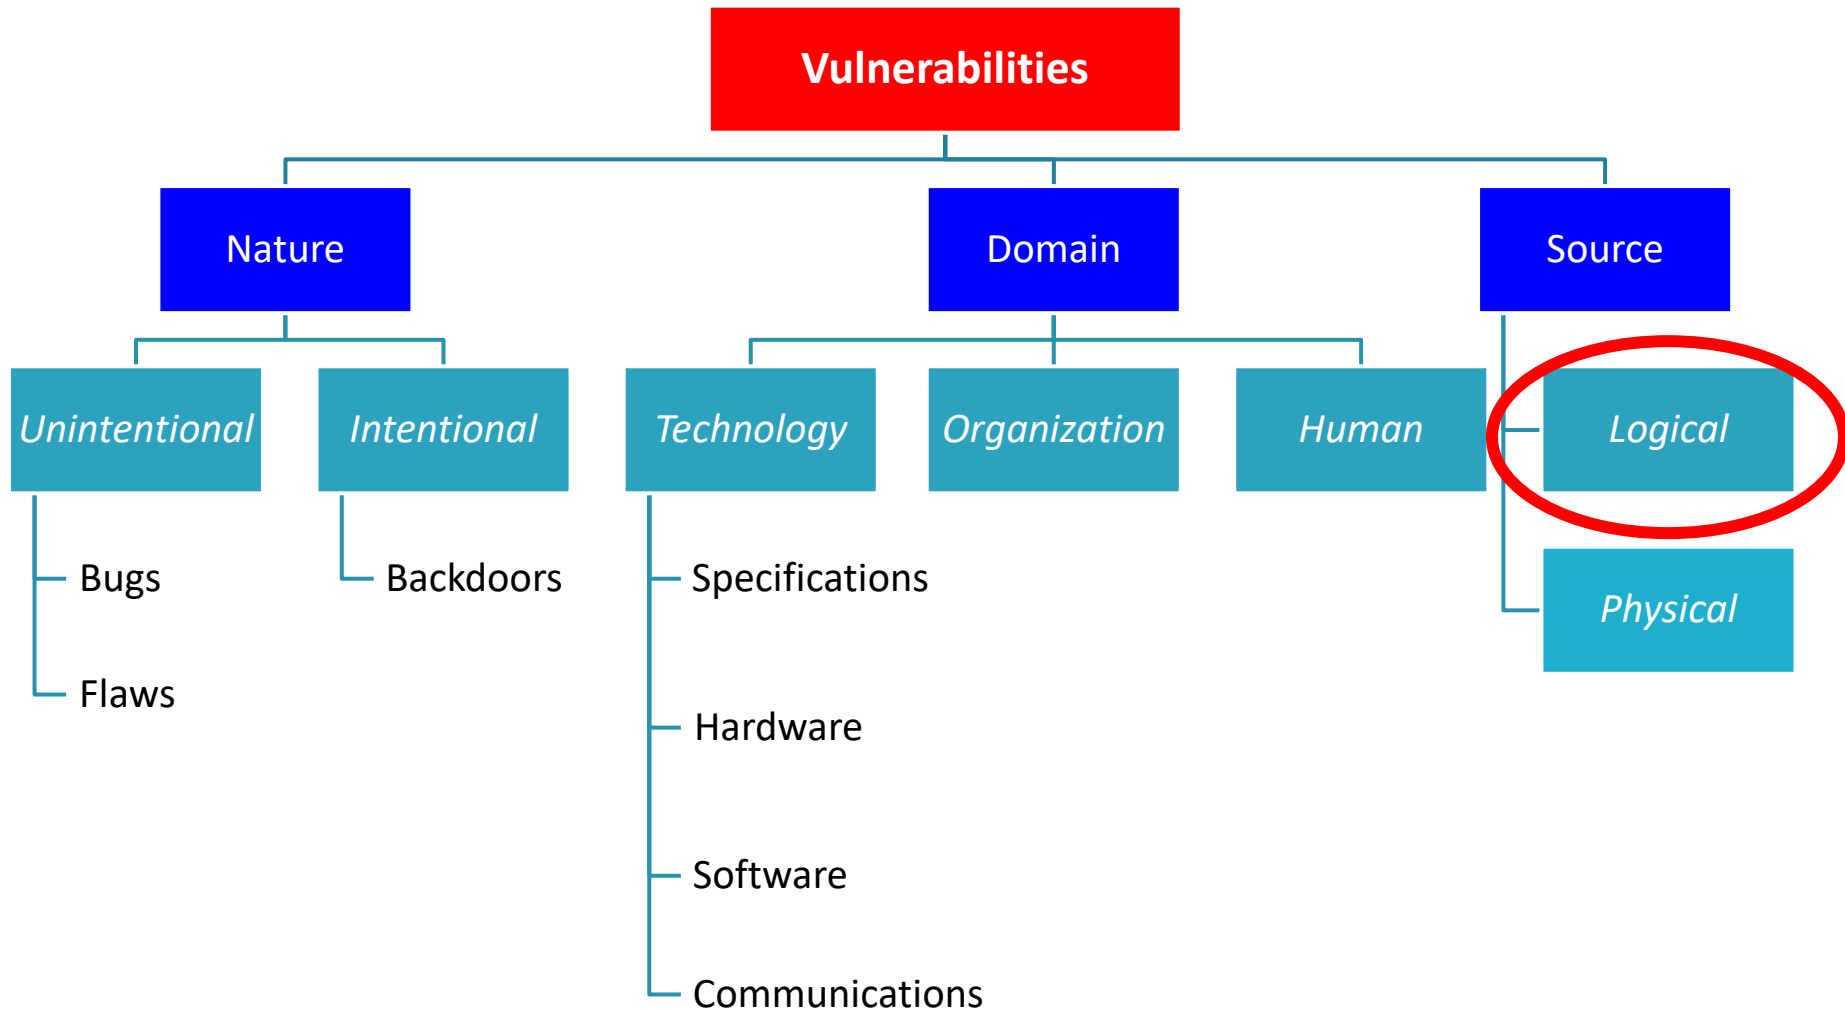 Vulnerabilities
Nature
Domain
Source
Unintentional
Intentional
Technology
Organization
Human
Logical
Bugs
Backdoors
Specifications
Physical
Flaws
Hardware
Software
Communications